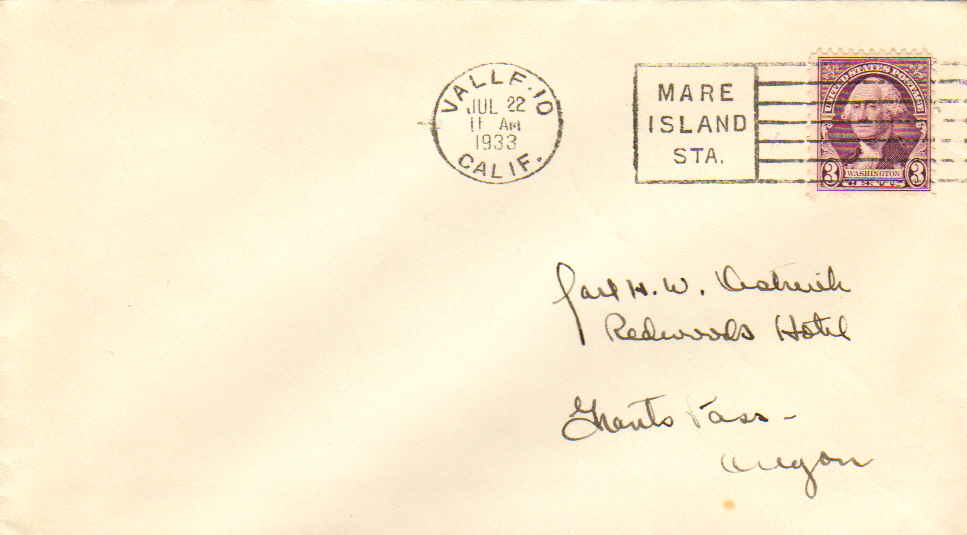 VALLEJO
JUL 22
11 AM
1933
CALIF.
MARE
ISLAND
STA.
UNITED STATES POSTAGE
3 WASHINGTON 3
CENTS
H. W.
Redwoods Hotel
Grants Pass -
Oregon